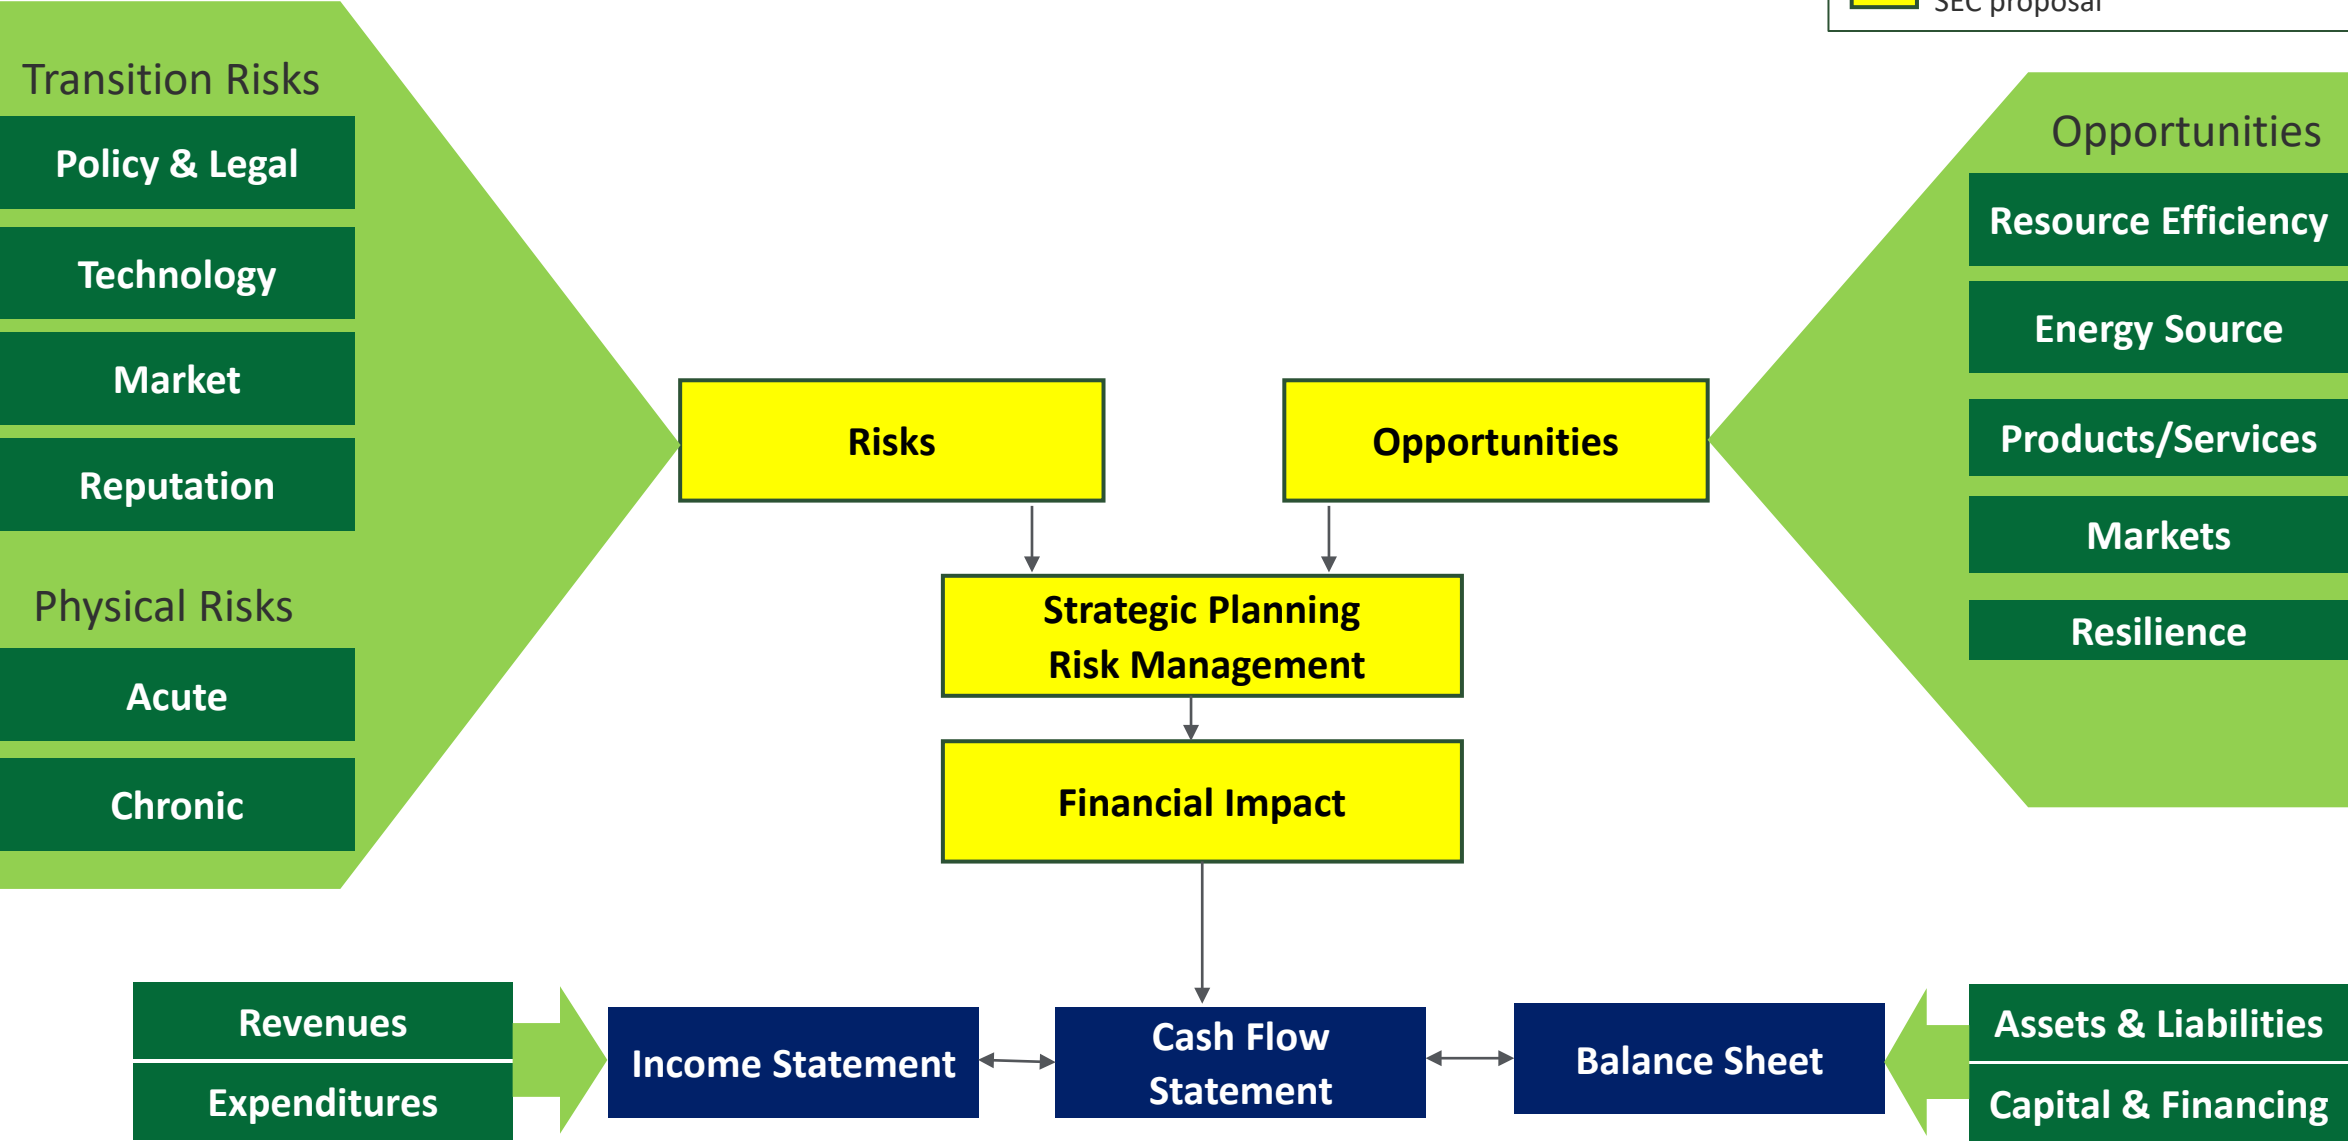 SEC proposal
Transition Risks
Policy & Legal
Technology
Market
Reputation
Physical Risks
Acute
Chronic
Risks
Opportunities
Strategic Planning
Risk Management
Financial Impact
Opportunities
Resource Efficiency
Energy Source
Products/Services
Markets
Resilience
Revenues
Expenditures
Income Statement
Cash Flow
Statement
Balance Sheet
Assets & Liabilities
Capital & Financing